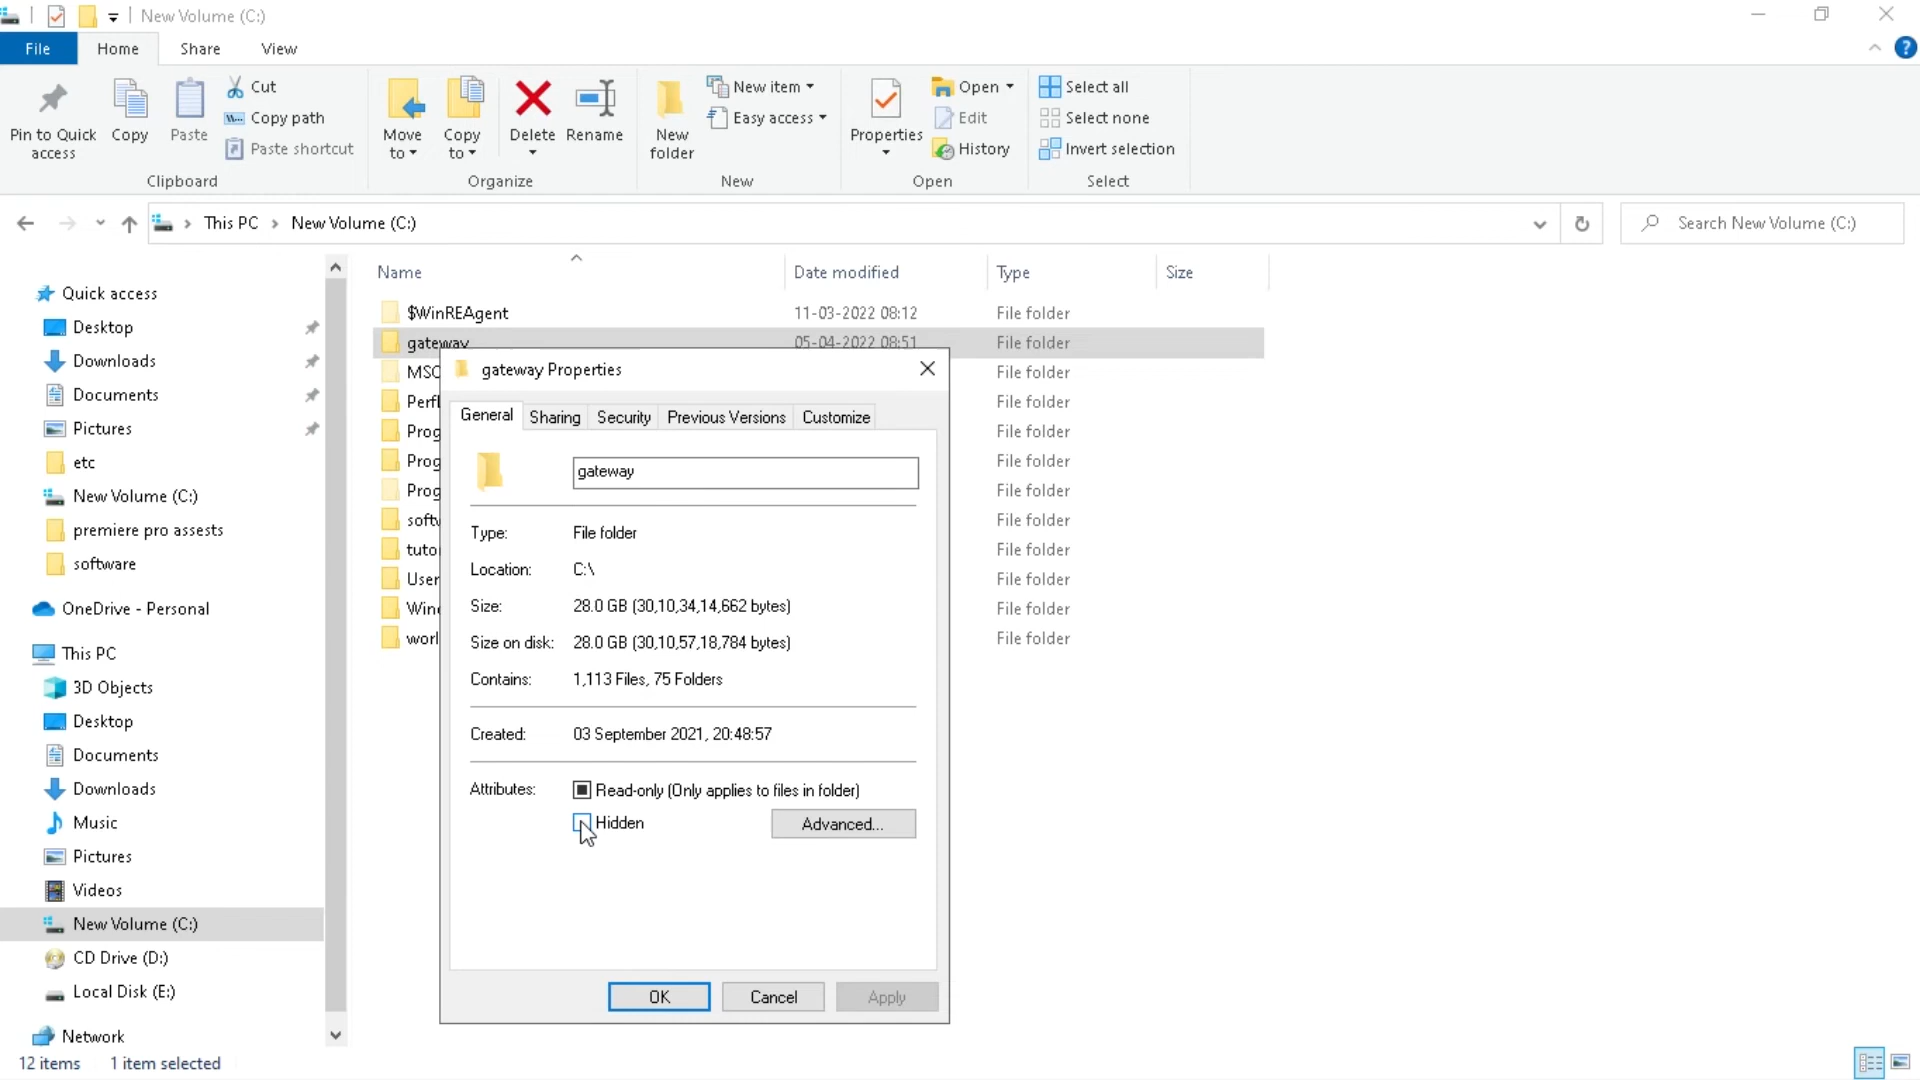 New Volume (C:)
File Home Share View
Pin to Quick access
Copy
Paste
Cut
Copy path
Paste shortcut
Clipboard
Move to
Copy to
Delete
Rename
Organize
New folder
New item
Easy access
New
Properties
Open
Edit
History
Open
Select all
Select none
Invert selection
Select
This PC > New Volume (C:)
Search New Volume (C:)
Quick access
Desktop
Downloads
Documents
Pictures
etc
New Volume (C:)
premiere pro assests
software
OneDrive - Personal
This PC
3D Objects
Desktop
Documents
Downloads
Music
Pictures
Videos
New Volume (C:)
CD Drive (D:)
Local Disk (E:)
Network
Name Date modified Type Size
$WinREAgent 11-03-2022 08:12 File folder
gateway 05-04-2022 08:51 File folder
MSO File folder
Perfl File folder
Prog File folder
Prog File folder
Prog File folder
softw File folder
tuto File folder
User File folder
Wind File folder
worl File folder
gateway Properties
General Sharing Security Previous Versions Customize
gateway
Type: File folder
Location: C:\
Size: 28.0 GB (30,10,34,14,662 bytes)
Size on disk: 28.0 GB (30,10,57,18,784 bytes)
Contains: 1,113 Files, 75 Folders
Created: 03 September 2021, 20:48:57
Attributes: Read-only (Only applies to files in folder)
Hidden Advanced...
OK Cancel Apply
12 items 1 item selected